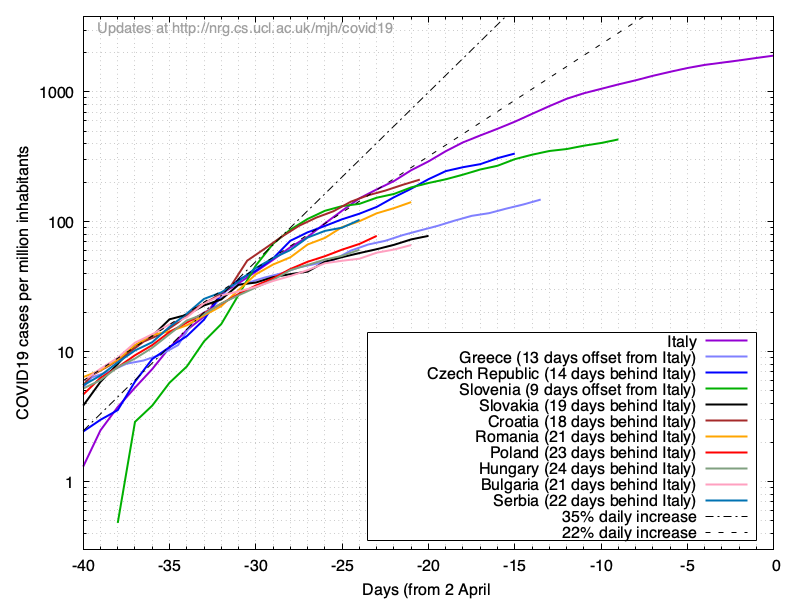 Updates at http://nrg.cs.ucl.ac.uk/mjh/covid19
COVID19 cases per million inhabitants
1000
100
10
1
Italy
Greece (13 days offset from Italy)
Czech Republic (14 days behind Italy)
Slovenia (9 days offset from Italy)
Slovakia (19 days behind Italy)
Croatia (18 days behind Italy)
Romania (21 days behind Italy)
Poland (23 days behind Italy)
Hungary (24 days behind Italy)
Bulgaria (21 days behind Italy)
Serbia (22 days behind Italy)
35% daily increase
22% daily increase
-40 -35 -30 -25 -20 -15 -10 -5 0
Days (from 2 April